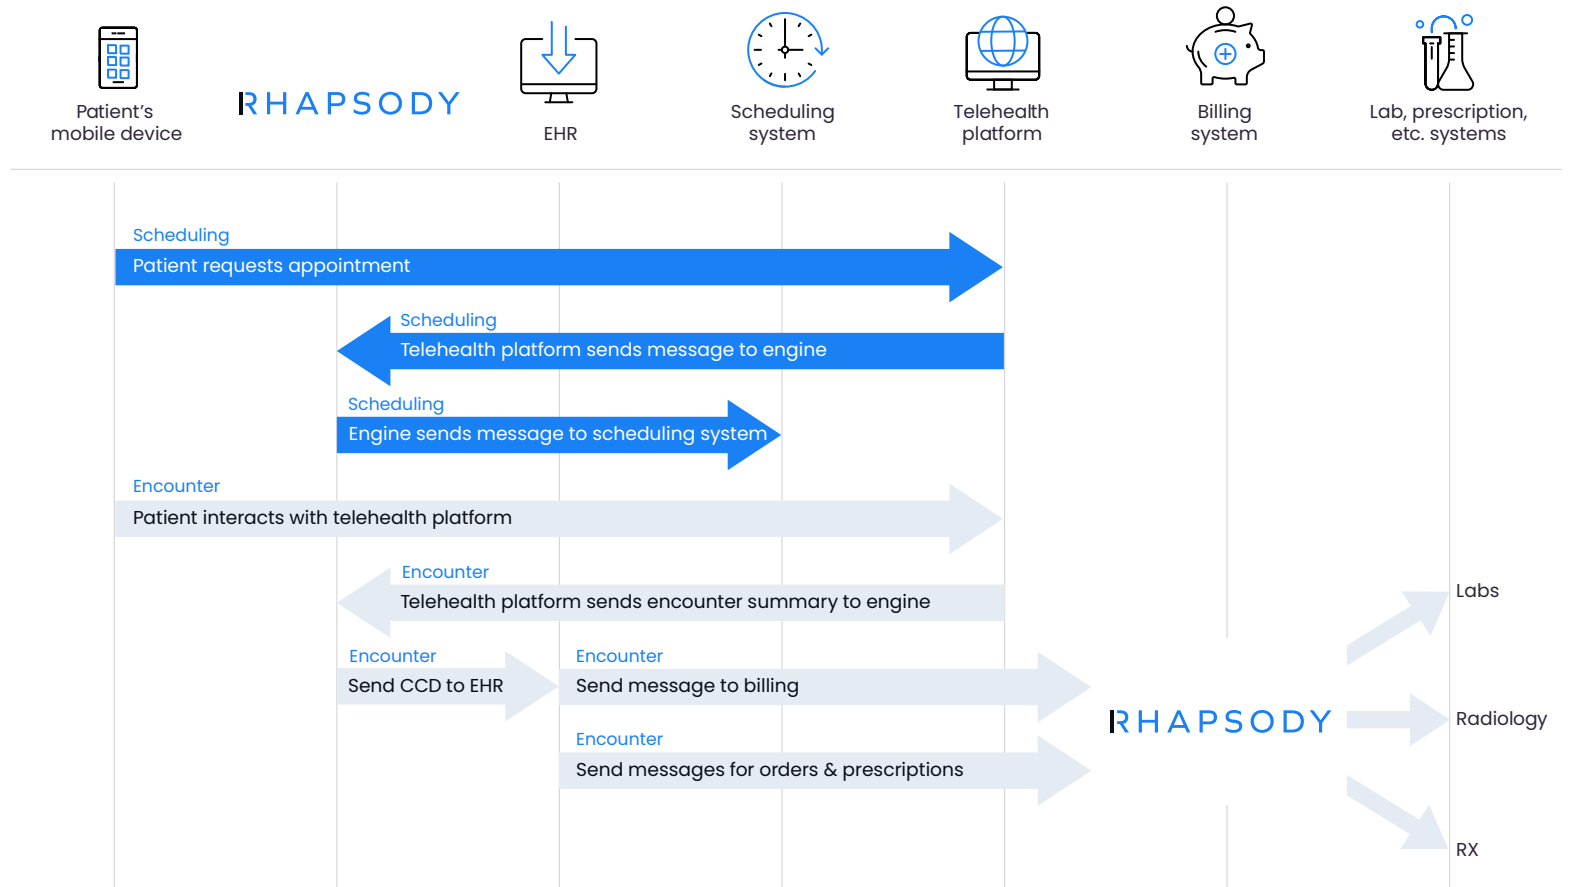 Patient's
mobile device
RHAPSODY
EHR
Scheduling
system
Telehealth
platform
Billing
system
Lab, prescription,
etc. systems
Scheduling
Patient requests appointment
Scheduling
Telehealth platform sends message to engine
Scheduling
Engine sends message to scheduling system
Encounter
Patient interacts with telehealth platform
Encounter
Telehealth platform sends encounter summary to engine
Encounter
Send CCD to EHR
Encounter
Send message to billing
Encounter
Send messages for orders & prescriptions
RHAPSODY
Labs
Radiology
RX